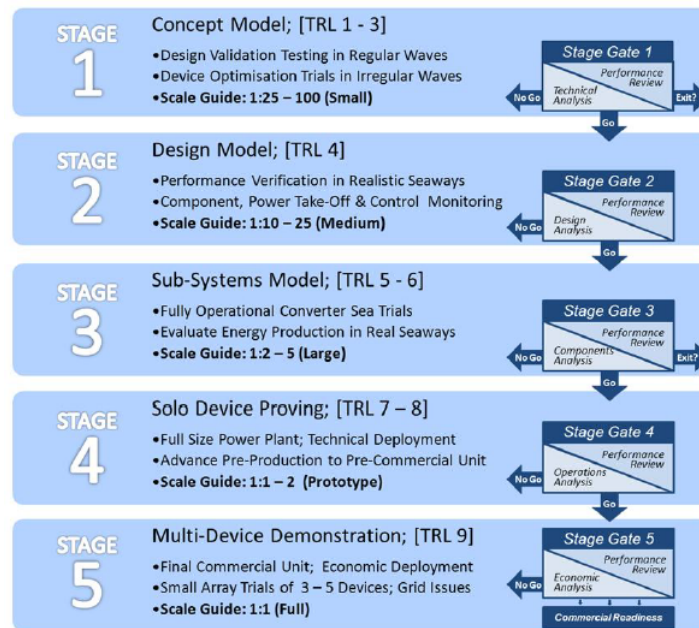 STAGE
1
Concept Model; [TRL 1 - 3]
•Design Validation Testing in Regular Waves
•Device Optimisation Trials in Irregular Waves
•Scale Guide: 1:25 – 100 (Small)
Stage Gate 1
Performance
Review
Technical
Analysis
No Go
Exit?
Go
STAGE
2
Design Model; [TRL 4]
•Performance Verification in Realistic Seaways
•Component, Power Take-Off & Control Monitoring
•Scale Guide: 1:10 – 25 (Medium)
Stage Gate 2
Performance
Review
Design
Analysis
No Go
Go
STAGE
3
Sub-Systems Model; [TRL 5 - 6]
•Fully Operational Converter Sea Trials
•Evaluate Energy Production in Real Seaways
•Scale Guide: 1:2 – 5 (Large)
Stage Gate 3
Performance
Review
Components
Analysis
No Go
Exit?
Go
STAGE
4
Solo Device Proving; [TRL 7 – 8]
•Full Size Power Plant; Technical Deployment
•Advance Pre-Production to Pre-Commercial Unit
•Scale Guide: 1:1 – 2 (Prototype)
Stage Gate 4
Performance
Review
Operations
Analysis
No Go
Go
STAGE
5
Multi-Device Demonstration; [TRL 9]
•Final Commercial Unit; Economic Deployment
•Small Array Trials of 3 – 5 Devices; Grid Issues
•Scale Guide: 1:1 (Full)
Stage Gate 5
Performance
Review
Economic
Analysis
No Go
Commercial Readiness